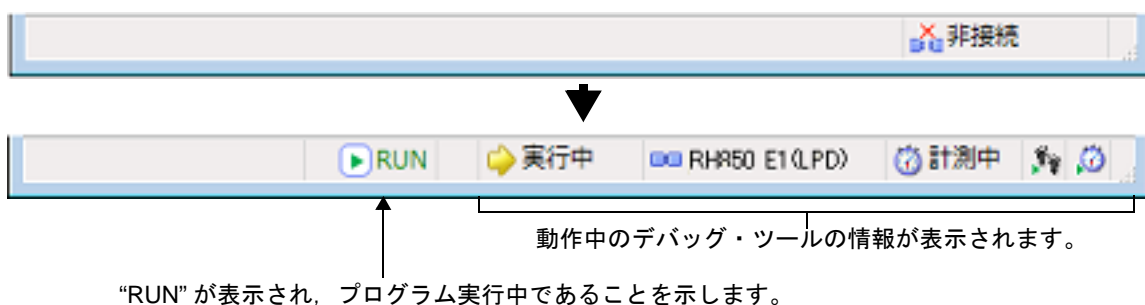 非接続
RUN 実行中 RH850 E1(LPD) 計測中
動作中のデバッグ・ツールの情報が表示されます。
“RUN” が表示され，プログラム実行中であることを示します。